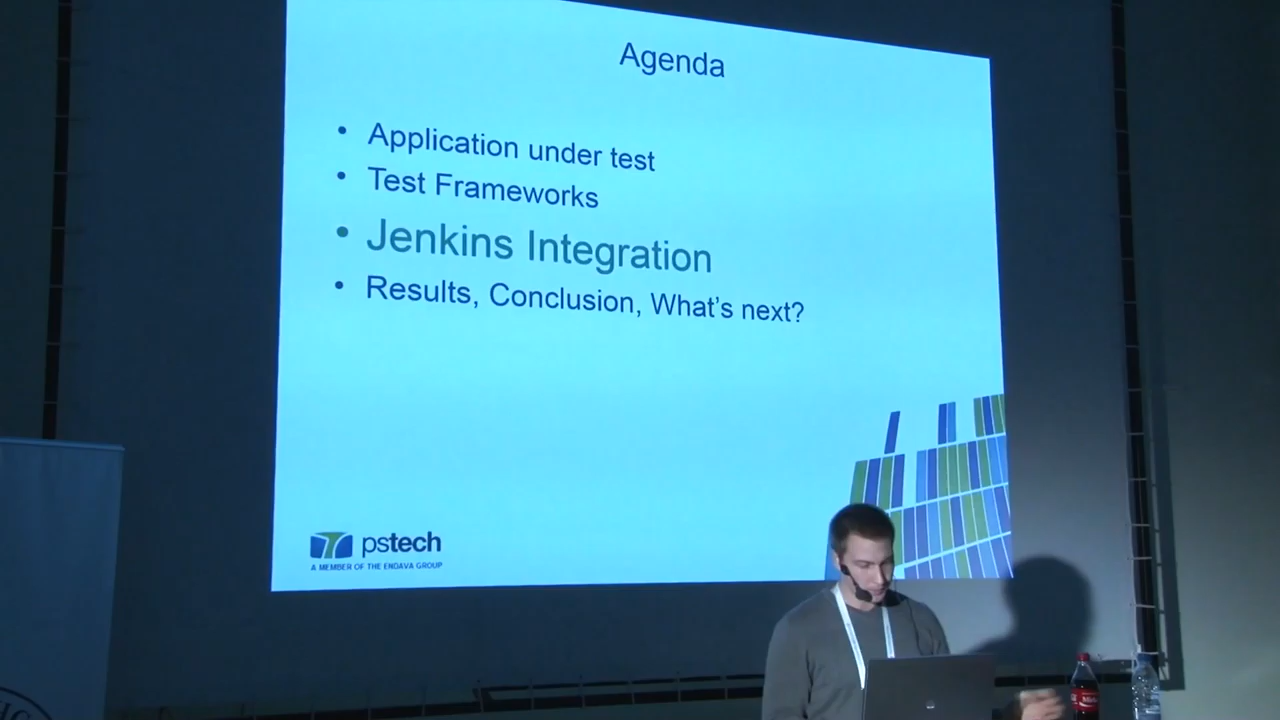 Agenda
• Application under test
• Test Frameworks
• Jenkins Integration
• Results, Conclusion, What's next?
pstech
A MEMBER OF THE ENDAVA GROUP